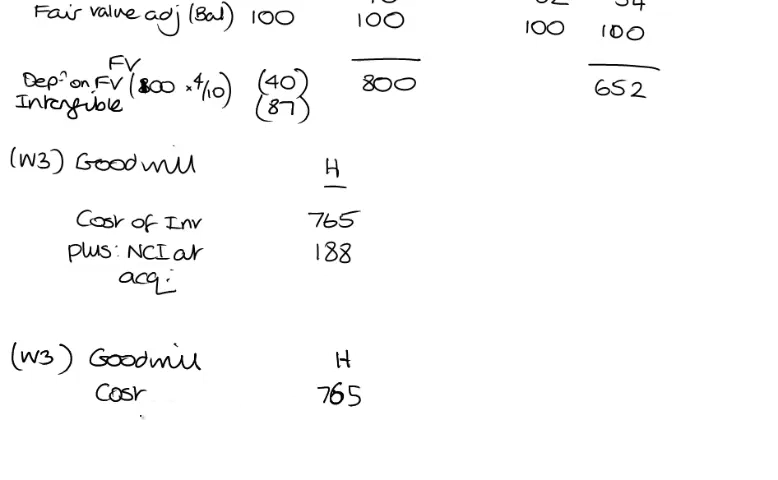 Fair value adj (Bal) 100 100 100 100
FV
Depⁿ on FV (100 × 4/10) (40) 800 652
Intangible (87)
(W3) Goodwill H
Cost of Inv 765
plus: NCI at 188
acq:
(W3) Goodwill H
Cost 765